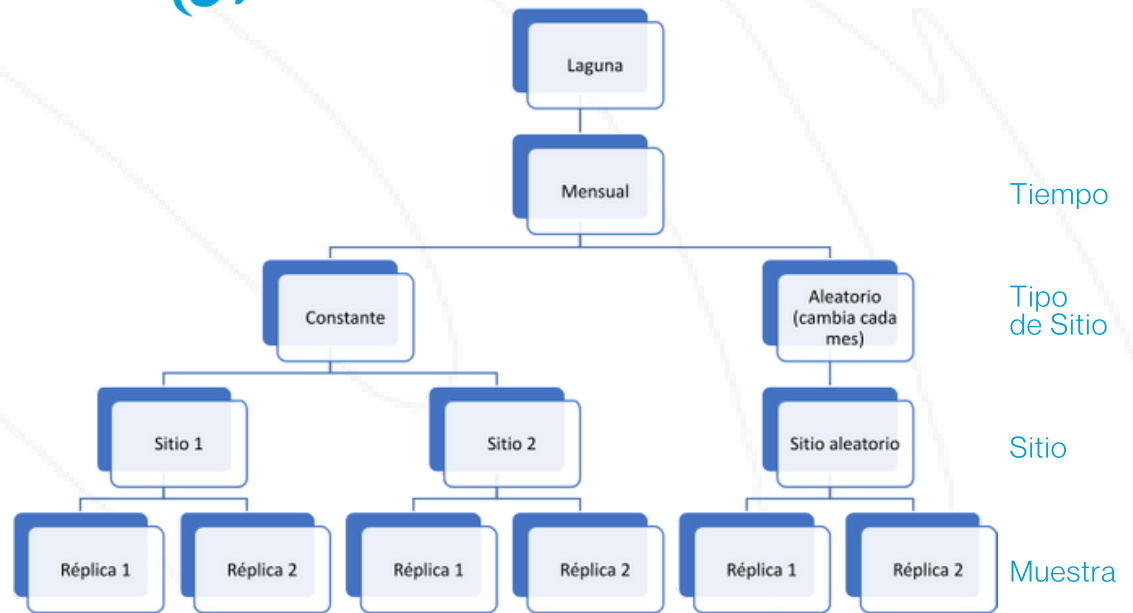 Laguna
Mensual
Tiempo
Constante
Aleatorio
(cambia cada
mes)
Tipo
de Sitio
Sitio 1
Sitio 2
Sitio aleatorio
Sitio
Réplica 1
Réplica 2
Réplica 1
Réplica 2
Réplica 1
Réplica 2
Muestra